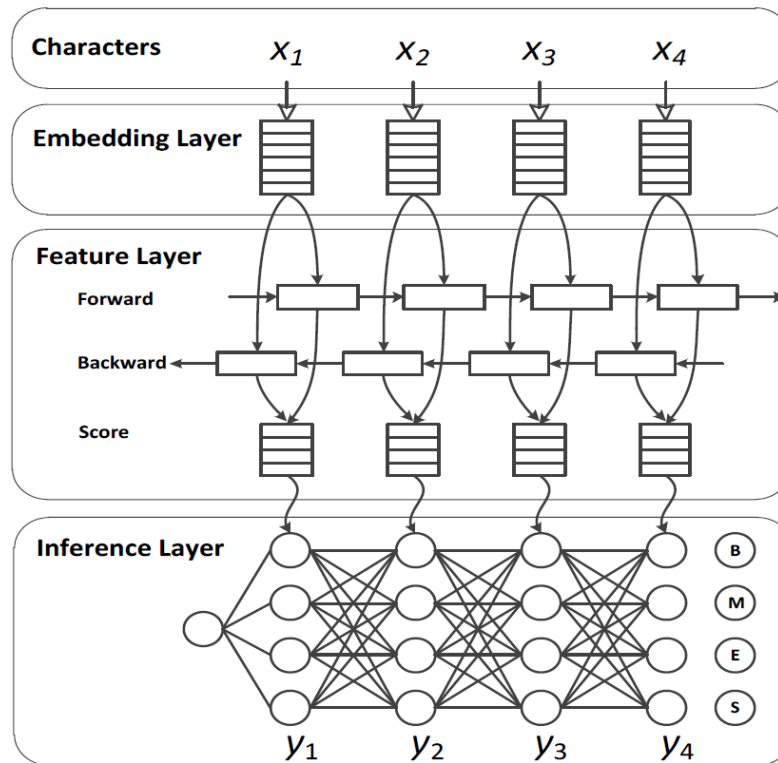 Characters x1 x2 x3 x4
Embedding Layer
Feature Layer
Forward
Backward
Score
Inference Layer
B
M
E
S
y1 y2 y3 y4